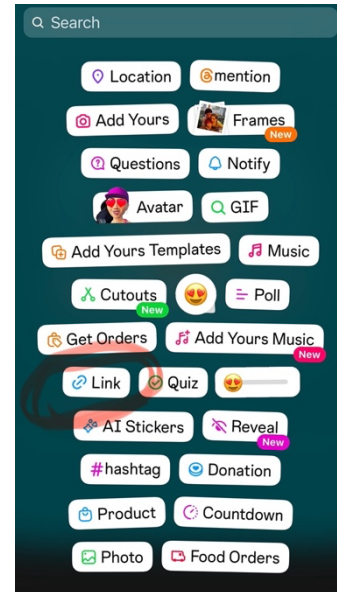 Search
Location @mention
Add Yours Frames
New
Questions Notify
Avatar GIF
Add Yours Templates Music
Cutouts Poll
New
Get Orders Add Yours Music
New
Link Quiz
AI Stickers Reveal
New
#hashtag Donation
Product Countdown
Photo Food Orders